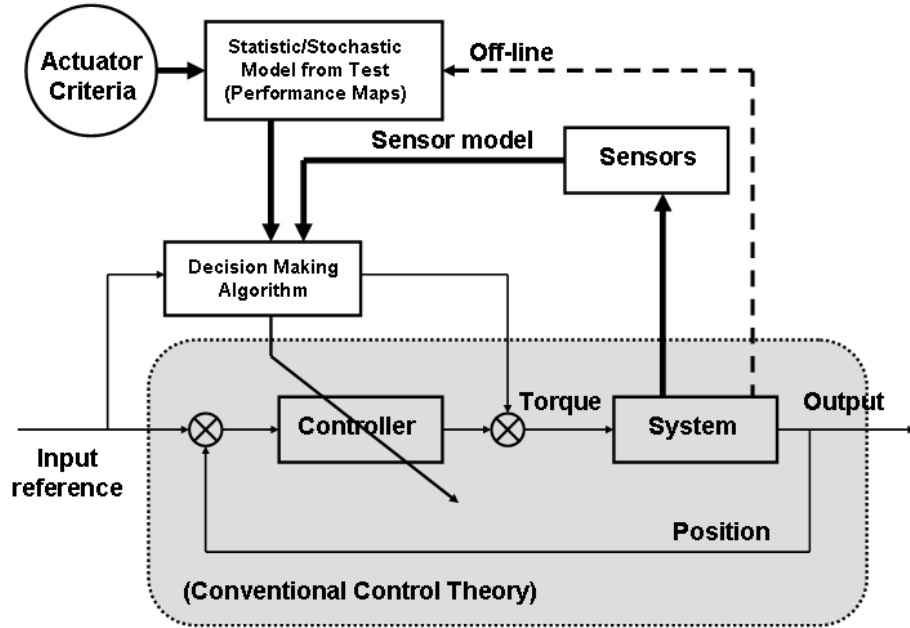 Actuator
Criteria
Statistic/Stochastic
Model from Test
(Performance Maps)
Off-line
Sensor model
Sensors
Decision Making
Algorithm
Controller
Torque
System
Output
Input
reference
Position
(Conventional Control Theory)